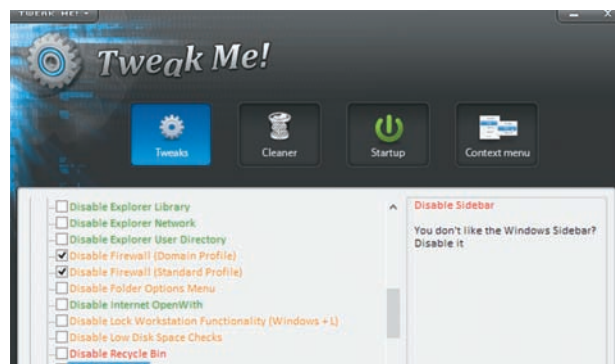 TWEAK ME!
Tweak Me!
Tweaks
Cleaner
Startup
Context menu
Disable Explorer Library
Disable Explorer Network
Disable Explorer User Directory
Disable Firewall (Domain Profile)
Disable Firewall (Standard Profile)
Disable Folder Options Menu
Disable Internet OpenWith
Disable Lock Workstation Functionality (Windows + L)
Disable Low Disk Space Checks
Disable Recycle Bin
Disable Sidebar
You don't like the Windows Sidebar?
Disable it